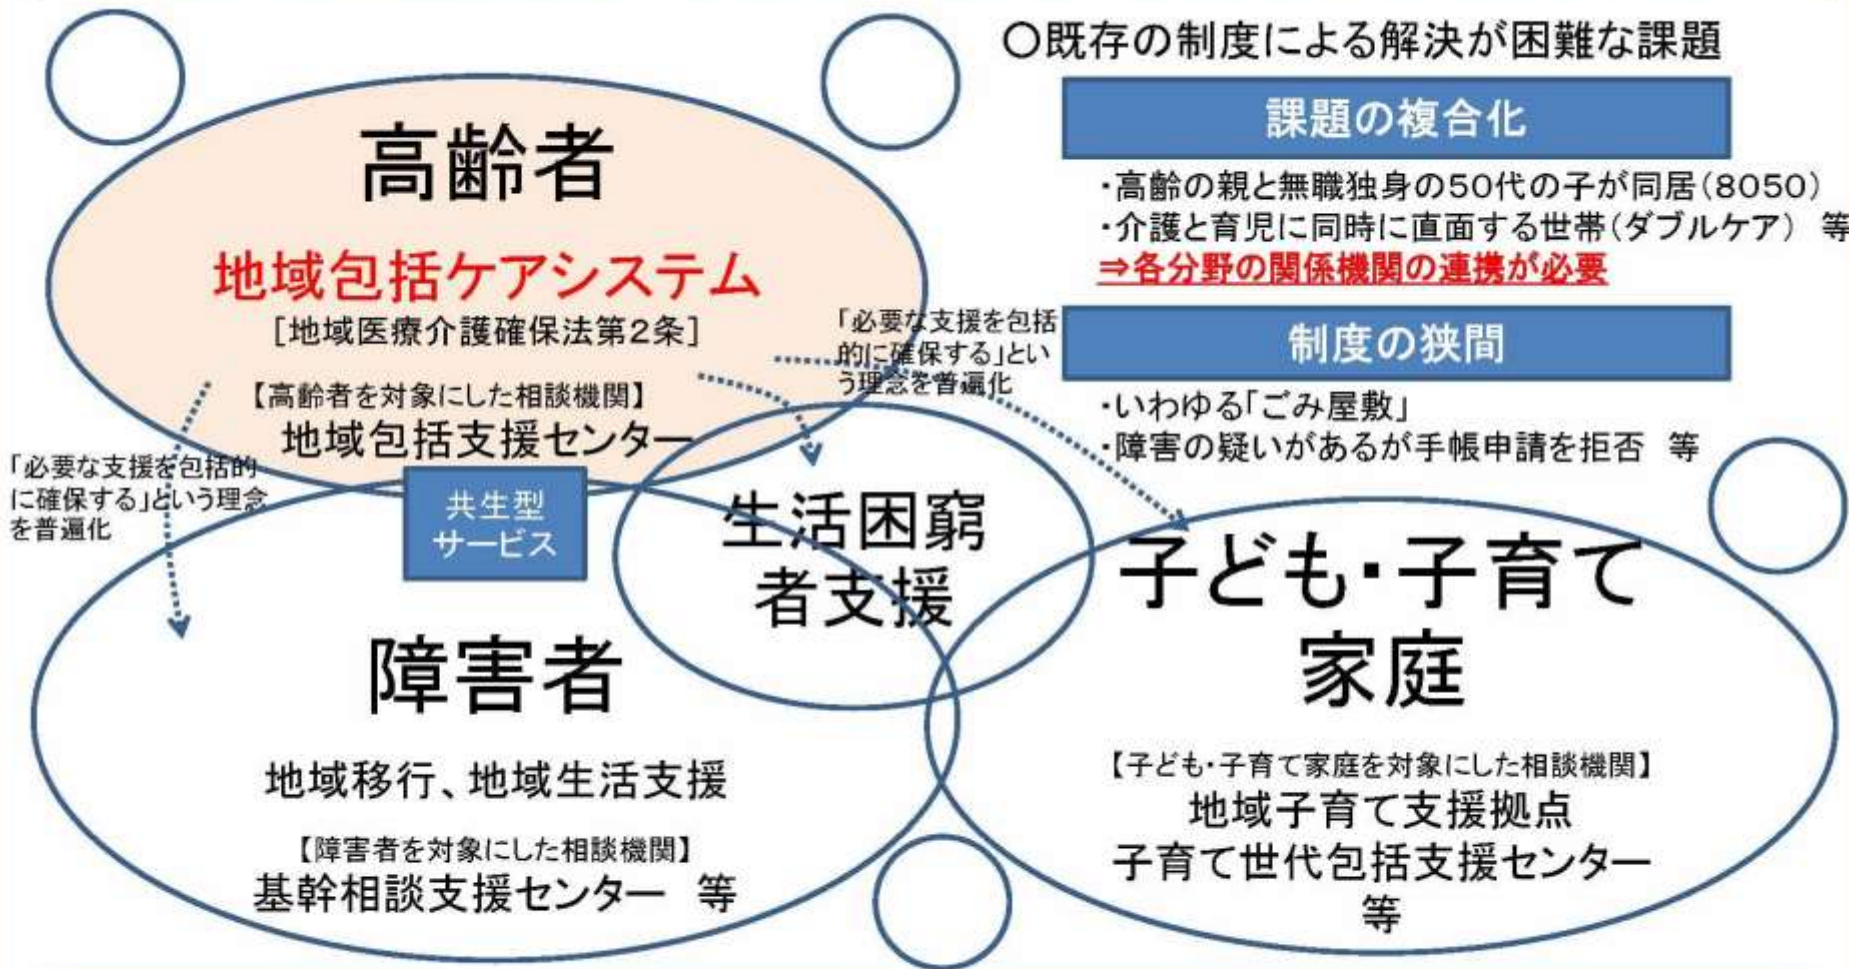 高齢者
地域包括ケアシステム
[地域医療介護確保法第2条]
【高齢者を対象にした相談機関】
地域包括支援センター
「必要な支援を包括的
に確保する」という理念
を普遍化
共生型
サービス
「必要な支援を包括
的に確保する」とい
う理念を普遍化
生活困窮
者支援
障害者
地域移行、地域生活支援
【障害者を対象にした相談機関】
基幹相談支援センター 等
○既存の制度による解決が困難な課題
課題の複合化
・高齢の親と無職独身の50代の子が同居(8050)
・介護と育児に同時に直面する世帯(ダブルケア) 等
⇒各分野の関係機関の連携が必要
制度の狭間
・いわゆる「ごみ屋敷」
・障害の疑いがあるが手帳申請を拒否 等
子ども・子育て
家庭
【子ども・子育て家庭を対象にした相談機関】
地域子育て支援拠点
子育て世代包括支援センター
等